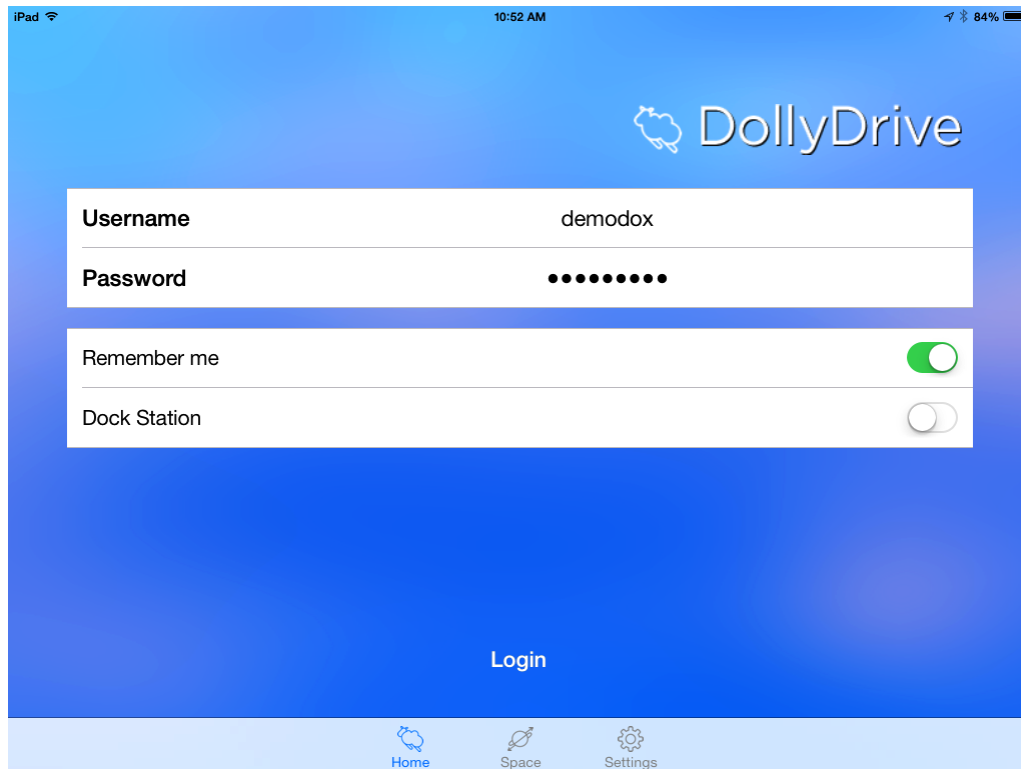 iPad 10:52 AM 84%
DollyDrive
Username demodox
Password •••••••••
Remember me
Dock Station
Login
Home Space Settings